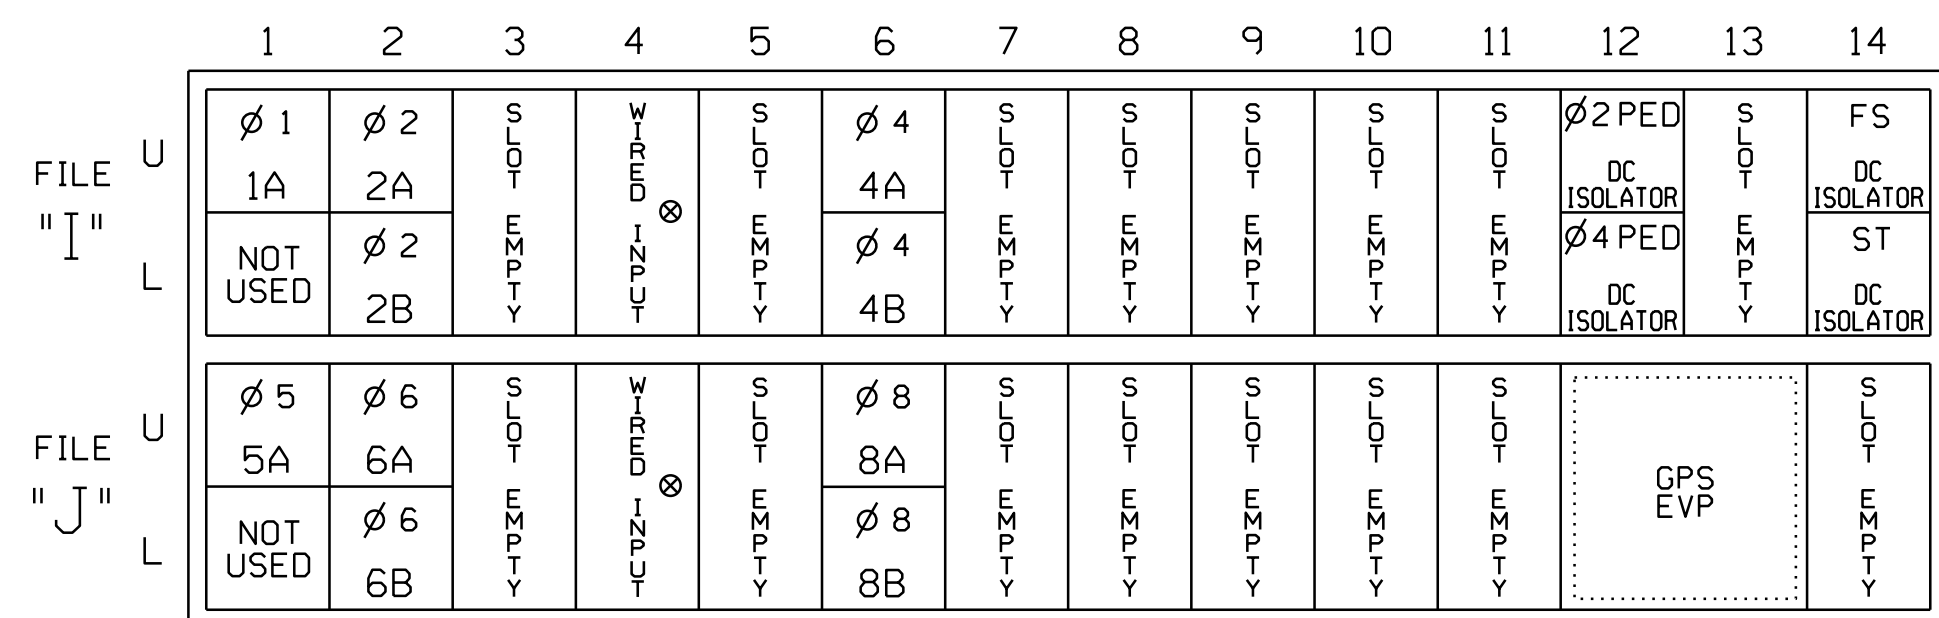 1 2 3 4 5 6 7 8 9 10 11 12 13 14
FILE "I"
U
L
Ø 1
1A
NOT
USED
Ø 2
2A
Ø 2
2B
SLOT EMPTY
WIRED INPUT
⊗
SLOT EMPTY
Ø 4
4A
Ø 4
4B
SLOT EMPTY
SLOT EMPTY
SLOT EMPTY
SLOT EMPTY
SLOT EMPTY
Ø2 PED
DC
ISOLATOR
Ø4 PED
DC
ISOLATOR
SLOT EMPTY
FS
DC
ISOLATOR
ST
DC
ISOLATOR
FILE "J"
U
L
Ø 5
5A
NOT
USED
Ø 6
6A
Ø 6
6B
SLOT EMPTY
WIRED INPUT
⊗
SLOT EMPTY
Ø 8
8A
Ø 8
8B
SLOT EMPTY
SLOT EMPTY
SLOT EMPTY
SLOT EMPTY
SLOT EMPTY
GPS
EVP
SLOT EMPTY